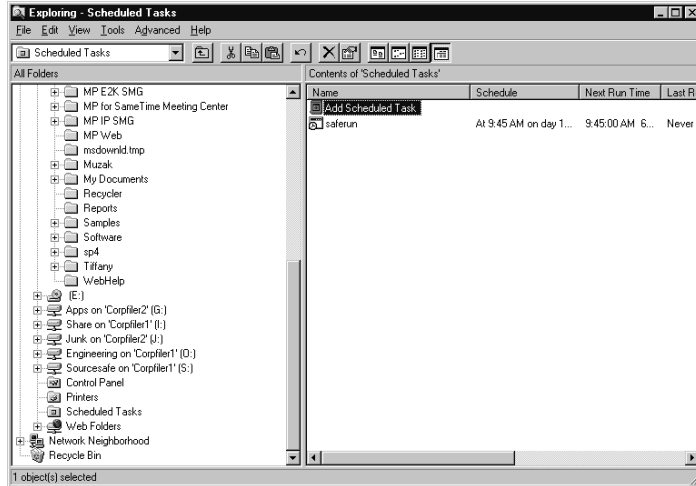 Exploring - Scheduled Tasks
File Edit View Tools Advanced Help
Scheduled Tasks
All Folders
Contents of 'Scheduled Tasks'
MP E2K SMG
MP for SameTime Meeting Center
MP IP SMG
MP Web
msdownld.tmp
Muzak
My Documents
Recycler
Reports
Samples
Software
sp4
Tiffany
WebHelp
(E:)
Apps on 'Corpfiler2' (G:)
Share on 'Corpfiler1' (I:)
Junk on 'Corpfiler2' (J:)
Engineering on 'Corpfiler1' (O:)
Sourcesafe on 'Corpfiler1' (S:)
Control Panel
Printers
Scheduled Tasks
Web Folders
Network Neighborhood
Recycle Bin
Name Schedule Next Run Time Last R
Add Scheduled Task
saferun At 9:45 AM on day 1... 9:45:00 AM 6... Never
1 object(s) selected